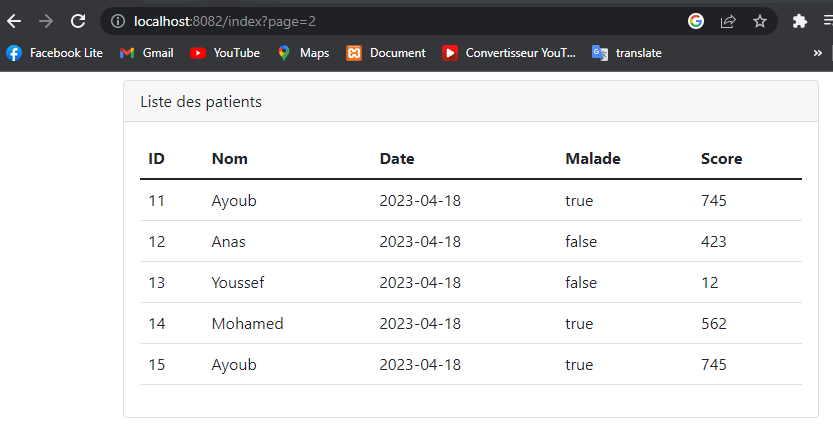 localhost:8082/index?page=2
Facebook Lite Gmail YouTube Maps Document Convertisseur YouT... translate »
Liste des patients
ID Nom Date Malade Score
11 Ayoub 2023-04-18 true 745
12 Anas 2023-04-18 false 423
13 Youssef 2023-04-18 false 12
14 Mohamed 2023-04-18 true 562
15 Ayoub 2023-04-18 true 745